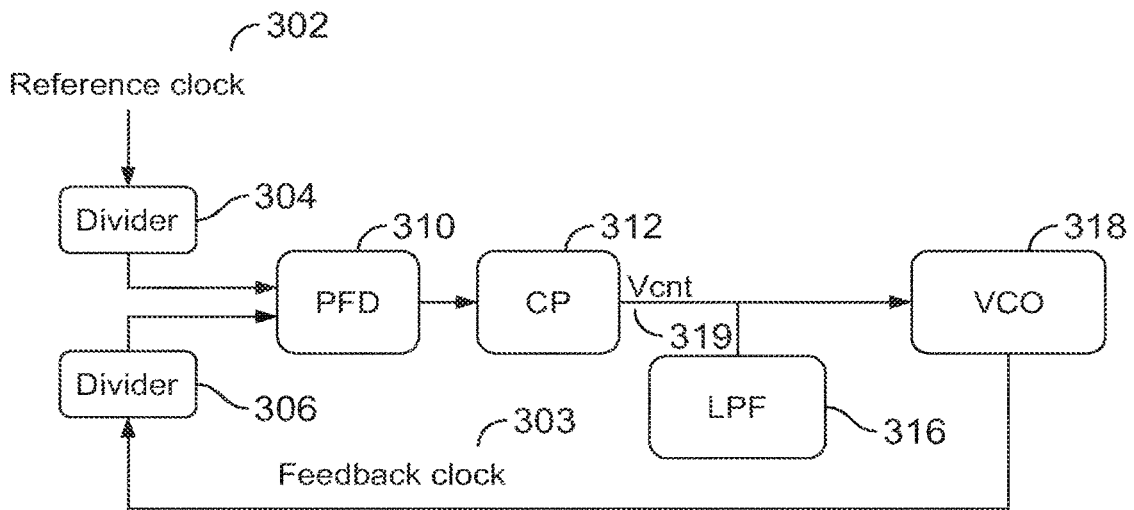 302
Reference clock
304
Divider
310
312
318
PFD
CP
Vcnt
319
VCO
Divider
306
LPF
316
303
Feedback clock